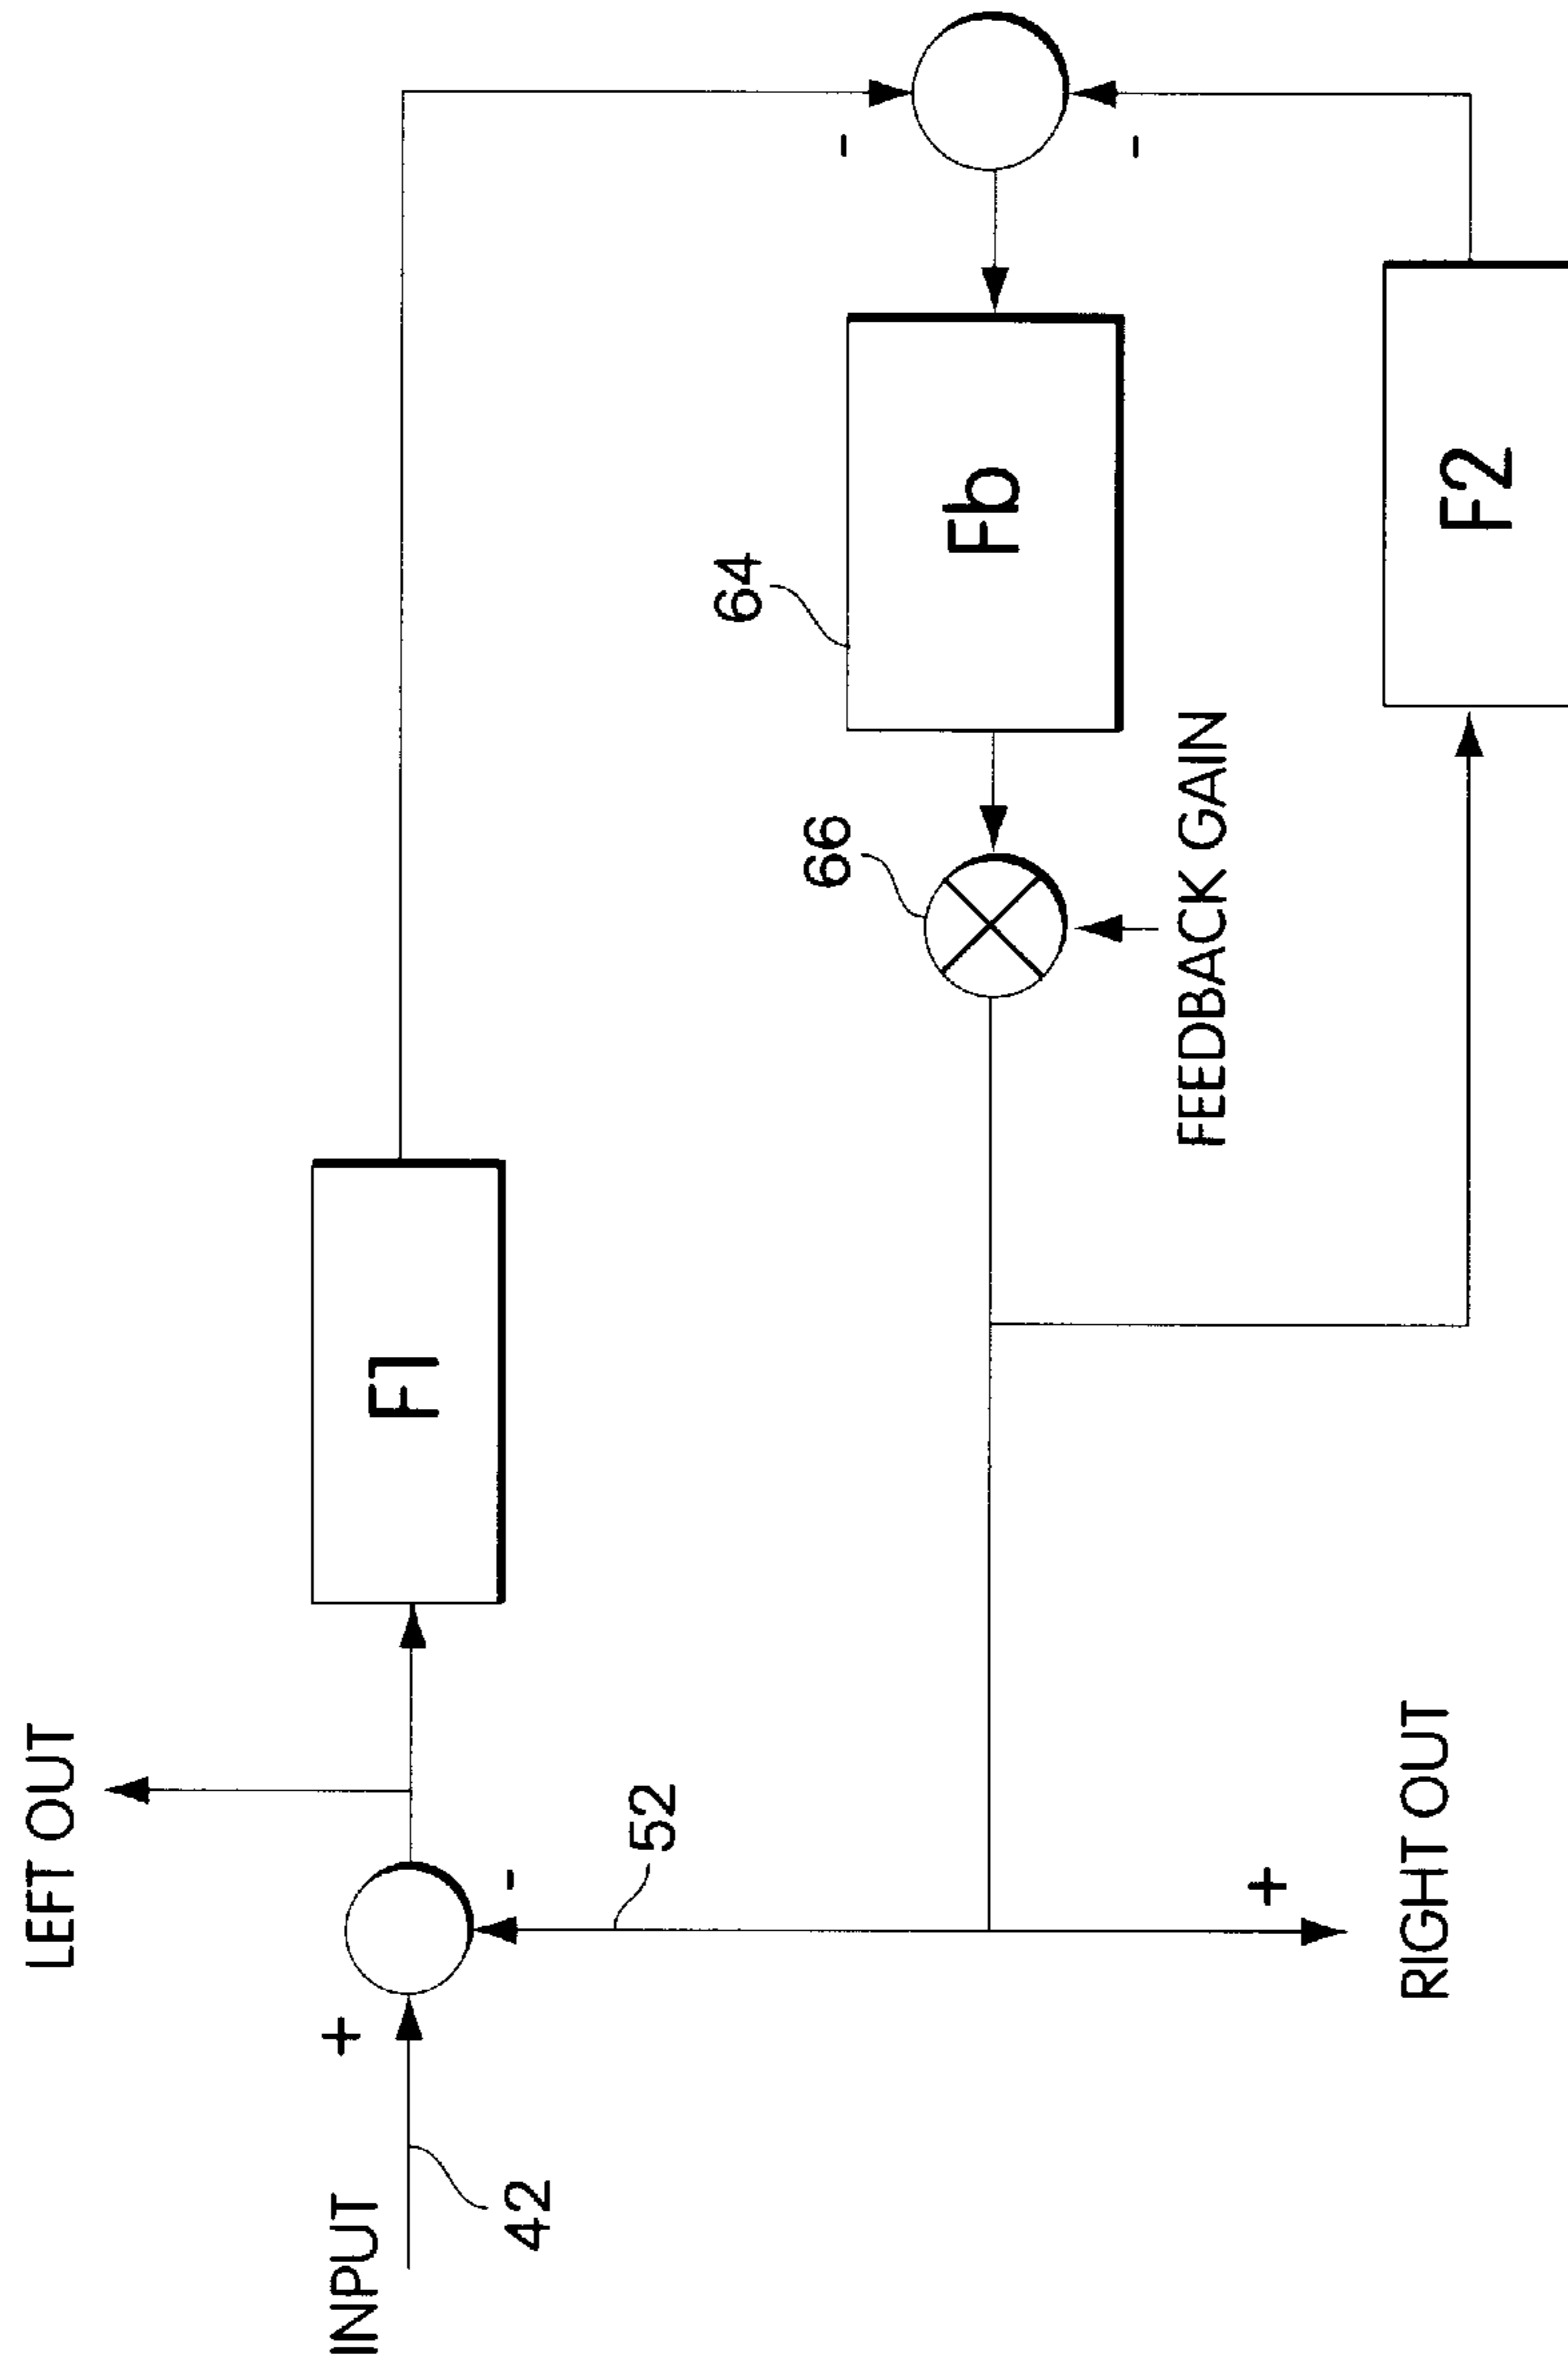 LEFT OUT
INPUT
+
-
42
52
F1
64
66
Fb
-
-
FEEDBACK GAIN
F2
+
RIGHT OUT